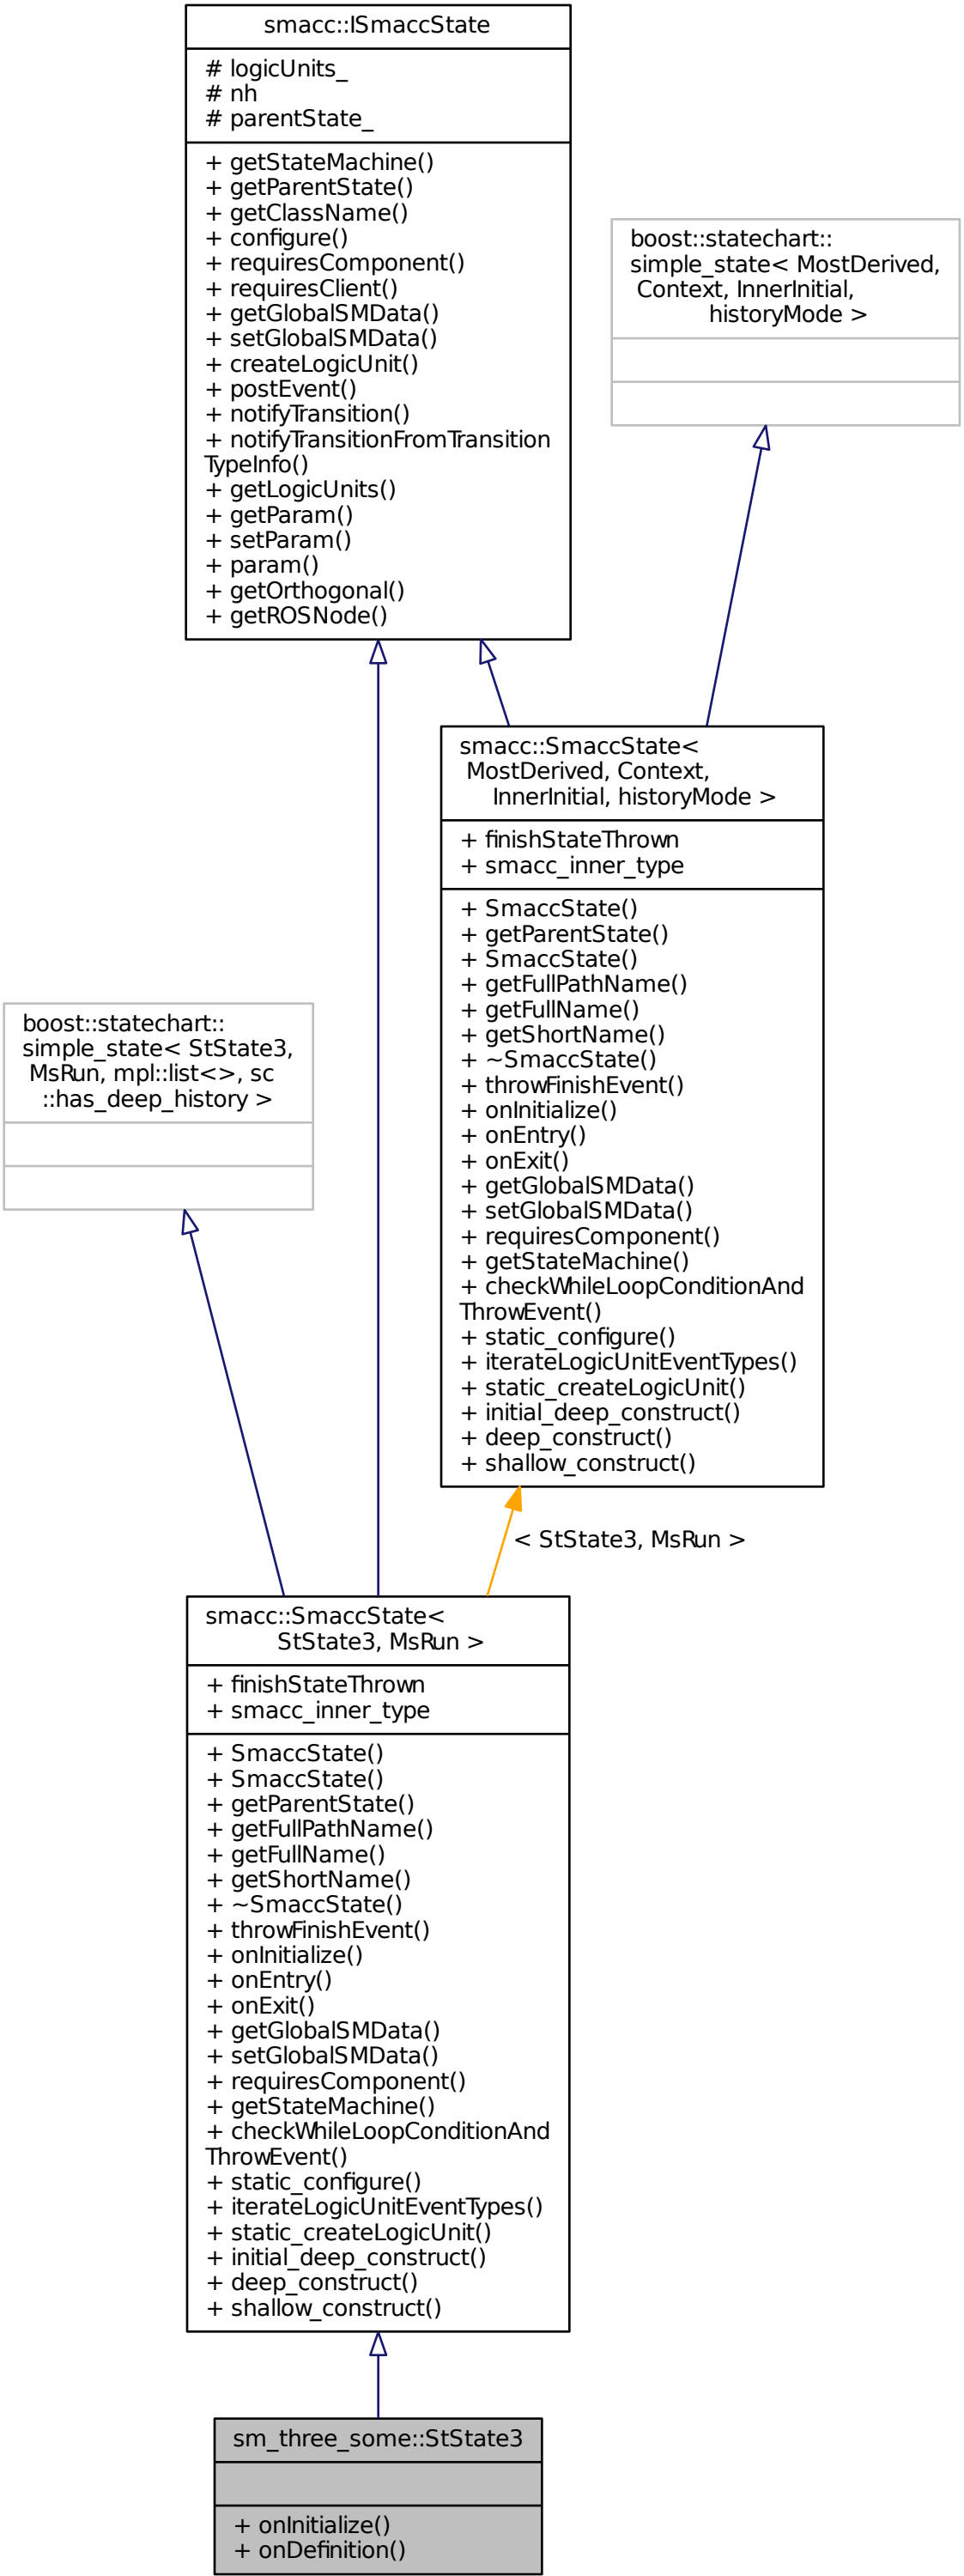 smacc::ISmaccState
# logicUnits_
# nh
# parentState_
+ getStateMachine()
+ getParentState()
+ getClassName()
+ configure()
+ requiresComponent()
+ requiresClient()
+ getGlobalSMData()
+ setGlobalSMData()
+ createLogicUnit()
+ postEvent()
+ notifyTransition()
+ notifyTransitionFromTransition
TypeInfo()
+ getLogicUnits()
+ getParam()
+ setParam()
+ param()
+ getOrthogonal()
+ getROSNode()
boost::statechart::
simple_state< MostDerived,
Context, InnerInitial,
historyMode >
smacc::SmaccState<
MostDerived, Context,
InnerInitial, historyMode >
+ finishStateThrown
+ smacc_inner_type
+ SmaccState()
+ getParentState()
+ SmaccState()
+ getFullPathName()
+ getFullName()
+ getShortName()
+ ~SmaccState()
+ throwFinishEvent()
+ onInitialize()
+ onEntry()
+ onExit()
+ getGlobalSMData()
+ setGlobalSMData()
+ requiresComponent()
+ getStateMachine()
+ checkWhileLoopConditionAnd
ThrowEvent()
+ static_configure()
+ iterateLogicUnitEventTypes()
+ static_createLogicUnit()
+ initial_deep_construct()
+ deep_construct()
+ shallow_construct()
boost::statechart::
simple_state< StState3,
MsRun, mpl::list<>, sc
::has_deep_history >
< StState3, MsRun >
smacc::SmaccState<
StState3, MsRun >
+ finishStateThrown
+ smacc_inner_type
+ SmaccState()
+ SmaccState()
+ getParentState()
+ getFullPathName()
+ getFullName()
+ getShortName()
+ ~SmaccState()
+ throwFinishEvent()
+ onInitialize()
+ onEntry()
+ onExit()
+ getGlobalSMData()
+ setGlobalSMData()
+ requiresComponent()
+ getStateMachine()
+ checkWhileLoopConditionAnd
ThrowEvent()
+ static_configure()
+ iterateLogicUnitEventTypes()
+ static_createLogicUnit()
+ initial_deep_construct()
+ deep_construct()
+ shallow_construct()
sm_three_some::StState3
+ onInitialize()
+ onDefinition()